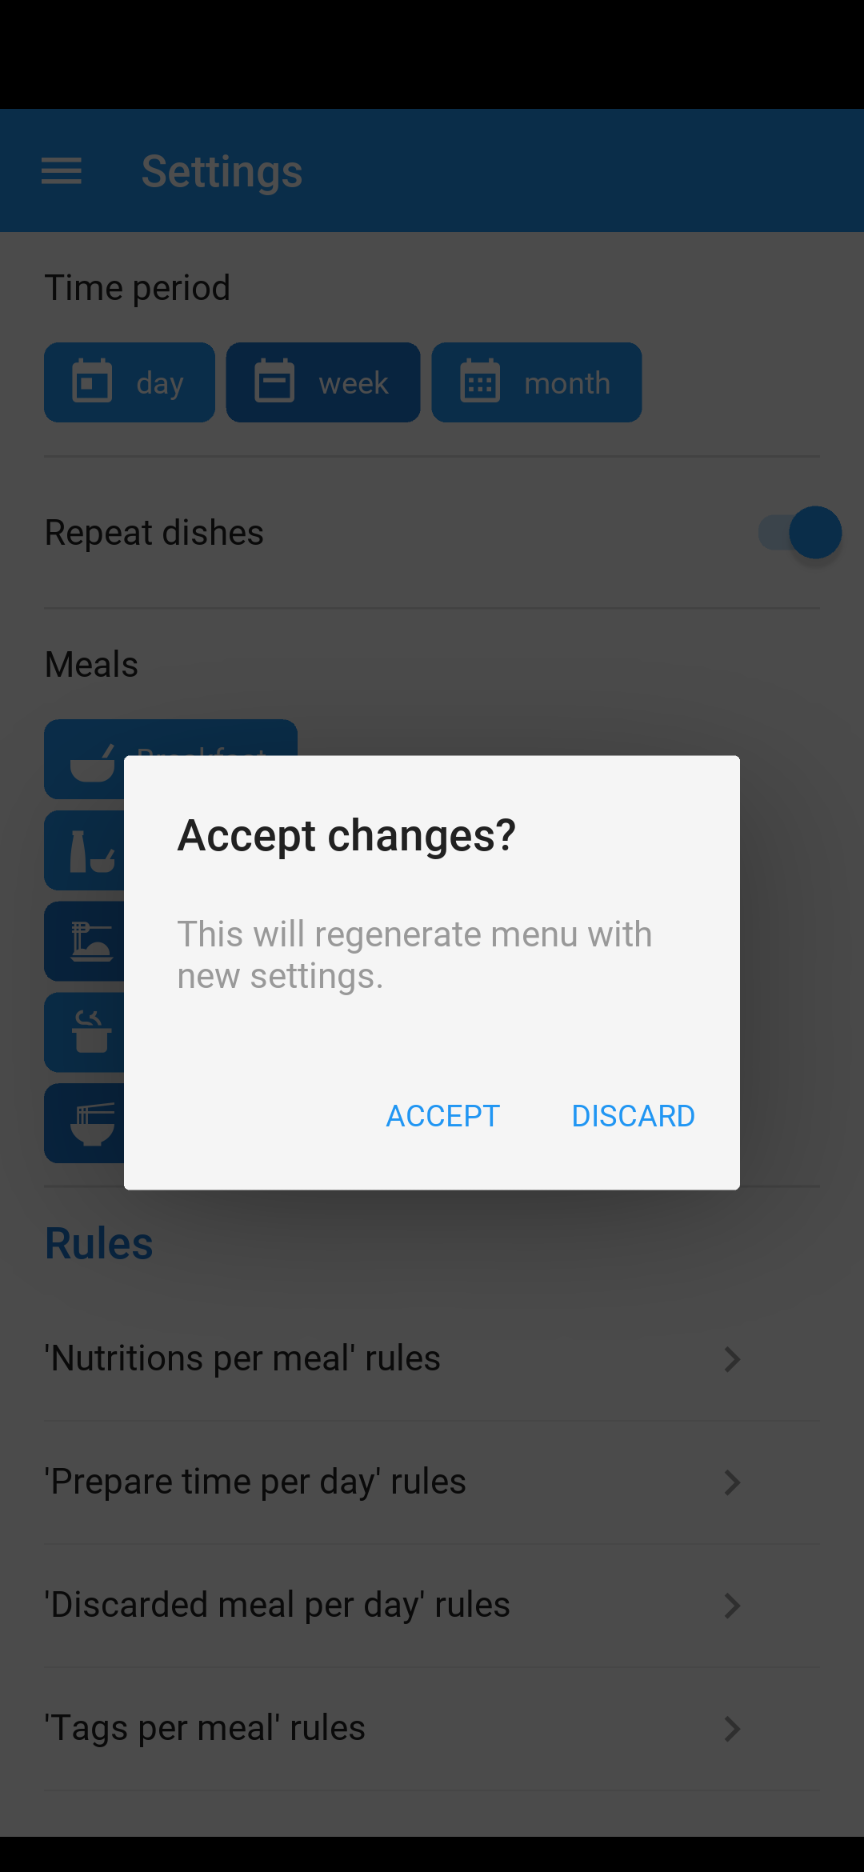 Settings
Time period
day
week
month
Repeat dishes
Meals
Accept changes?
This will regenerate menu with
new settings.
ACCEPT
DISCARD
Rules
'Nutritions per meal' rules
'Prepare time per day' rules
'Discarded meal per day' rules
'Tags per meal' rules